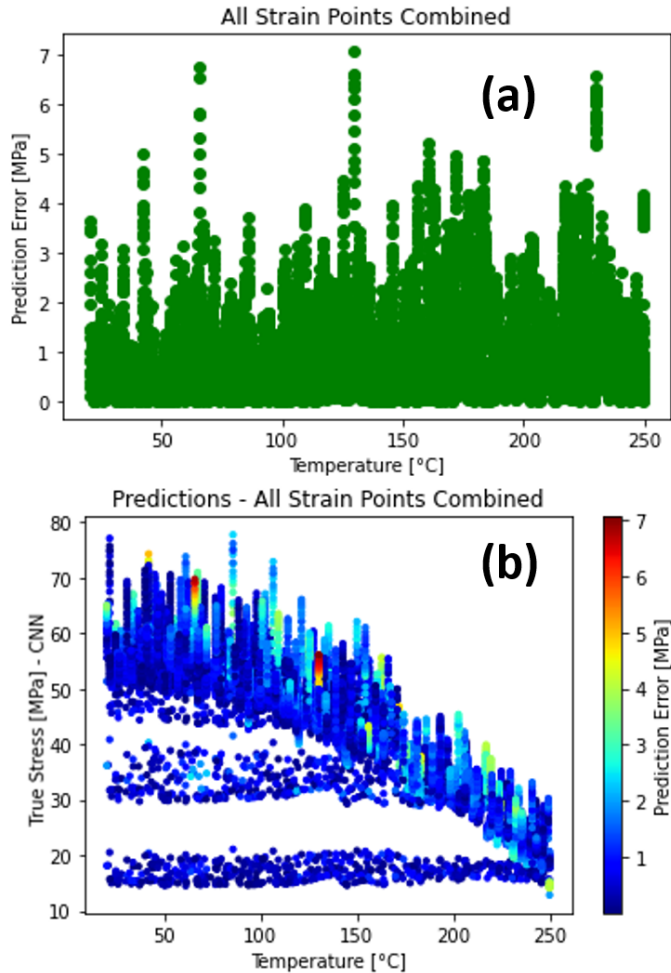 All Strain Points Combined
(a)
Prediction Error [MPa]
7
6
5
4
3
2
1
0
50 100 150 200 250
Temperature [°C]
Predictions - All Strain Points Combined
(b)
True Stress [MPa] - CNN
80
70
60
50
40
30
20
10
50 100 150 200 250
Temperature [°C]
7
6
5
4
3
2
1
Prediction Error [MPa]